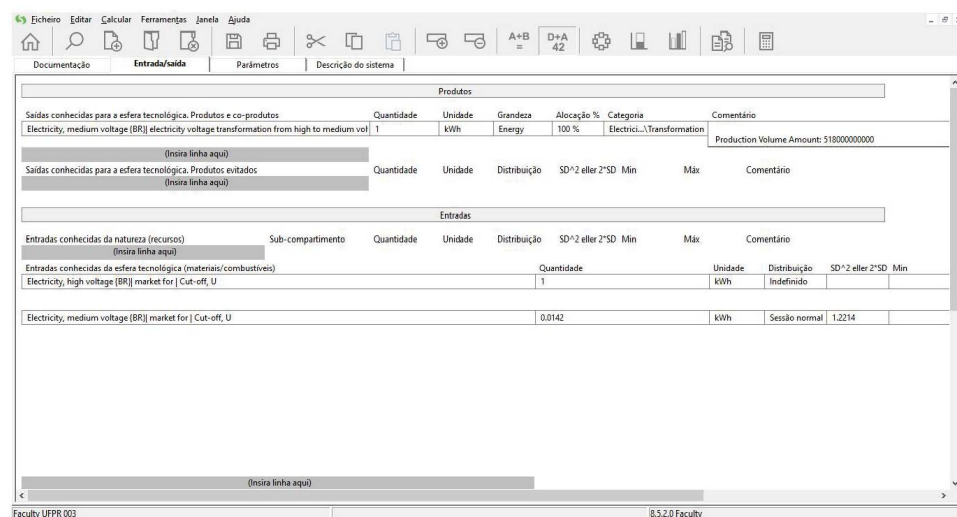 Ficheiro Editar Calcular Ferramentas Janela Ajuda
A+B = D+A 42
Documentação Entrada/saída Parâmetros Descrição do sistema
Produtos
Saídas conhecidas para a esfera tecnológica. Produtos e co-produtos Quantidade Unidade Grandeza Alocação % Categoria Comentário
Electricity, medium voltage {BR}| electricity voltage transformation from high to medium vol 1 kWh Energy 100 % Electrici...\Transformation
Production Volume Amount: 518000000000
(Insira linha aqui)
Saídas conhecidas para a esfera tecnológica. Produtos evitados Quantidade Unidade Distribuição SD^2 eller 2*SD Min Máx Comentário
(Insira linha aqui)
Entradas
Entradas conhecidas da natureza (recursos) Sub-compartimento Quantidade Unidade Distribuição SD^2 eller 2*SD Min Máx Comentário
(Insira linha aqui)
Entradas conhecidas da esfera tecnológica (materiais/combustíveis) Quantidade Unidade Distribuição SD^2 eller 2*SD Min
Electricity, high voltage {BR}| market for | Cut-off, U 1 kWh Indefinido
Electricity, medium voltage {BR}| market for | Cut-off, U 0.0142 kWh Sessão normal 1.2214
(Insira linha aqui)
Faculty UFPR 003 8.5.2.0 Faculty